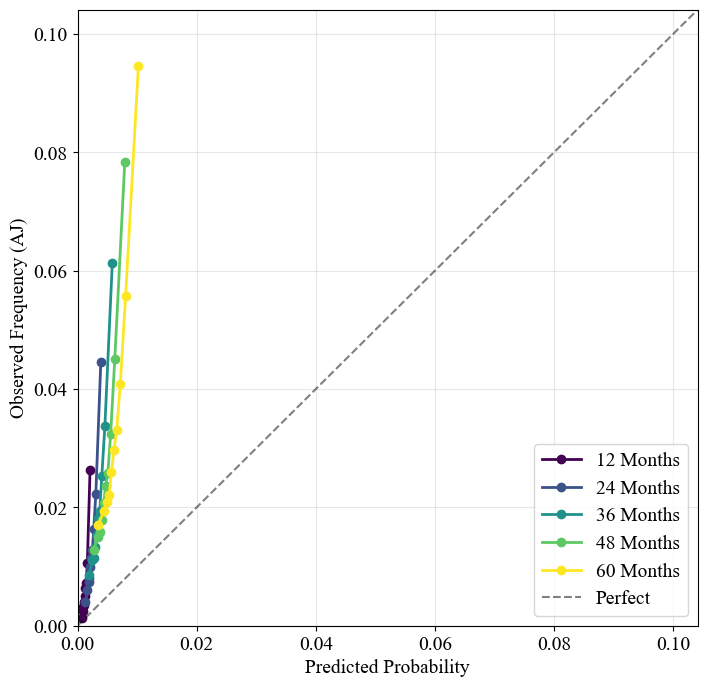 0.10
0.08
0.06
0.04
0.02
0.00
Observed Frequency (AJ)
0.00 0.02 0.04 0.06 0.08 0.10
Predicted Probability
12 Months
24 Months
36 Months
48 Months
60 Months
Perfect